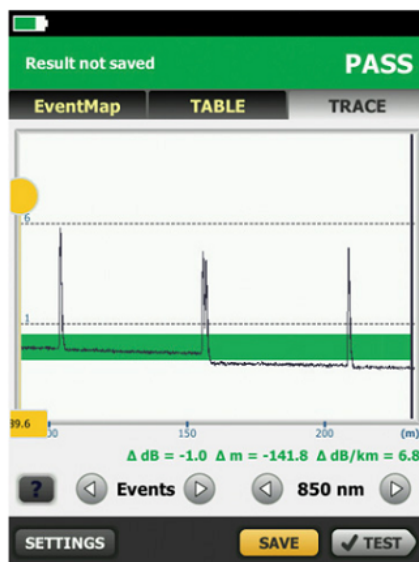 Result not saved PASS
EventMap TABLE TRACE
6
1
39.6
150 200 (m)
Δ dB = -1.0 Δ m = -141.8 Δ dB/km = 6.8
? Events 850 nm
SETTINGS SAVE TEST